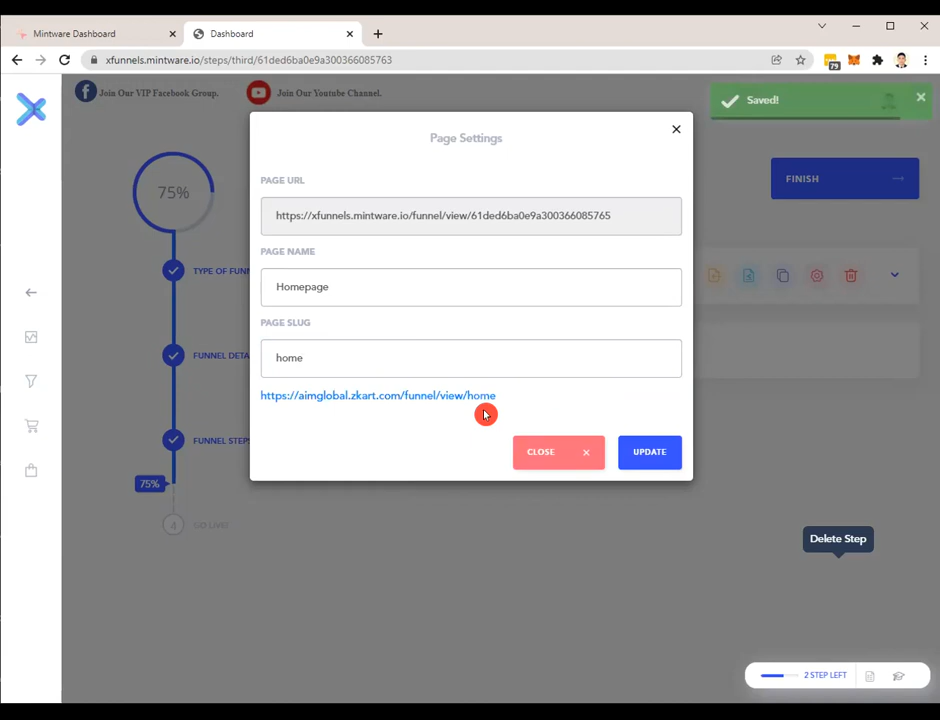 Mintware Dashboard
Dashboard
xfunnels.mintware.io/steps/third/61ded6ba0e9a300366085763
79
Join Our VIP Facebook Group.
Join Our Youtube Channel.
Saved!
Page Settings
75%
FINISH
PAGE URL
https://xfunnels.mintware.io/funnel/view/61ded6ba0e9a300366085765
PAGE NAME
Homepage
PAGE SLUG
home
https://aimglobal.zkart.com/funnel/view/home
TYPE OF FUN
FUNNEL DETA
FUNNEL STEPS
CLOSE
UPDATE
75%
4
GO LIVE!
Delete Step
2 STEP LEFT